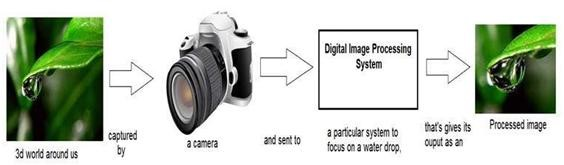 3d world around us
captured
by
a camera
and sent to
Digital Image Processing
System
a particular system to
focus on a water drop,
that's gives its
ouput as an
Processed image